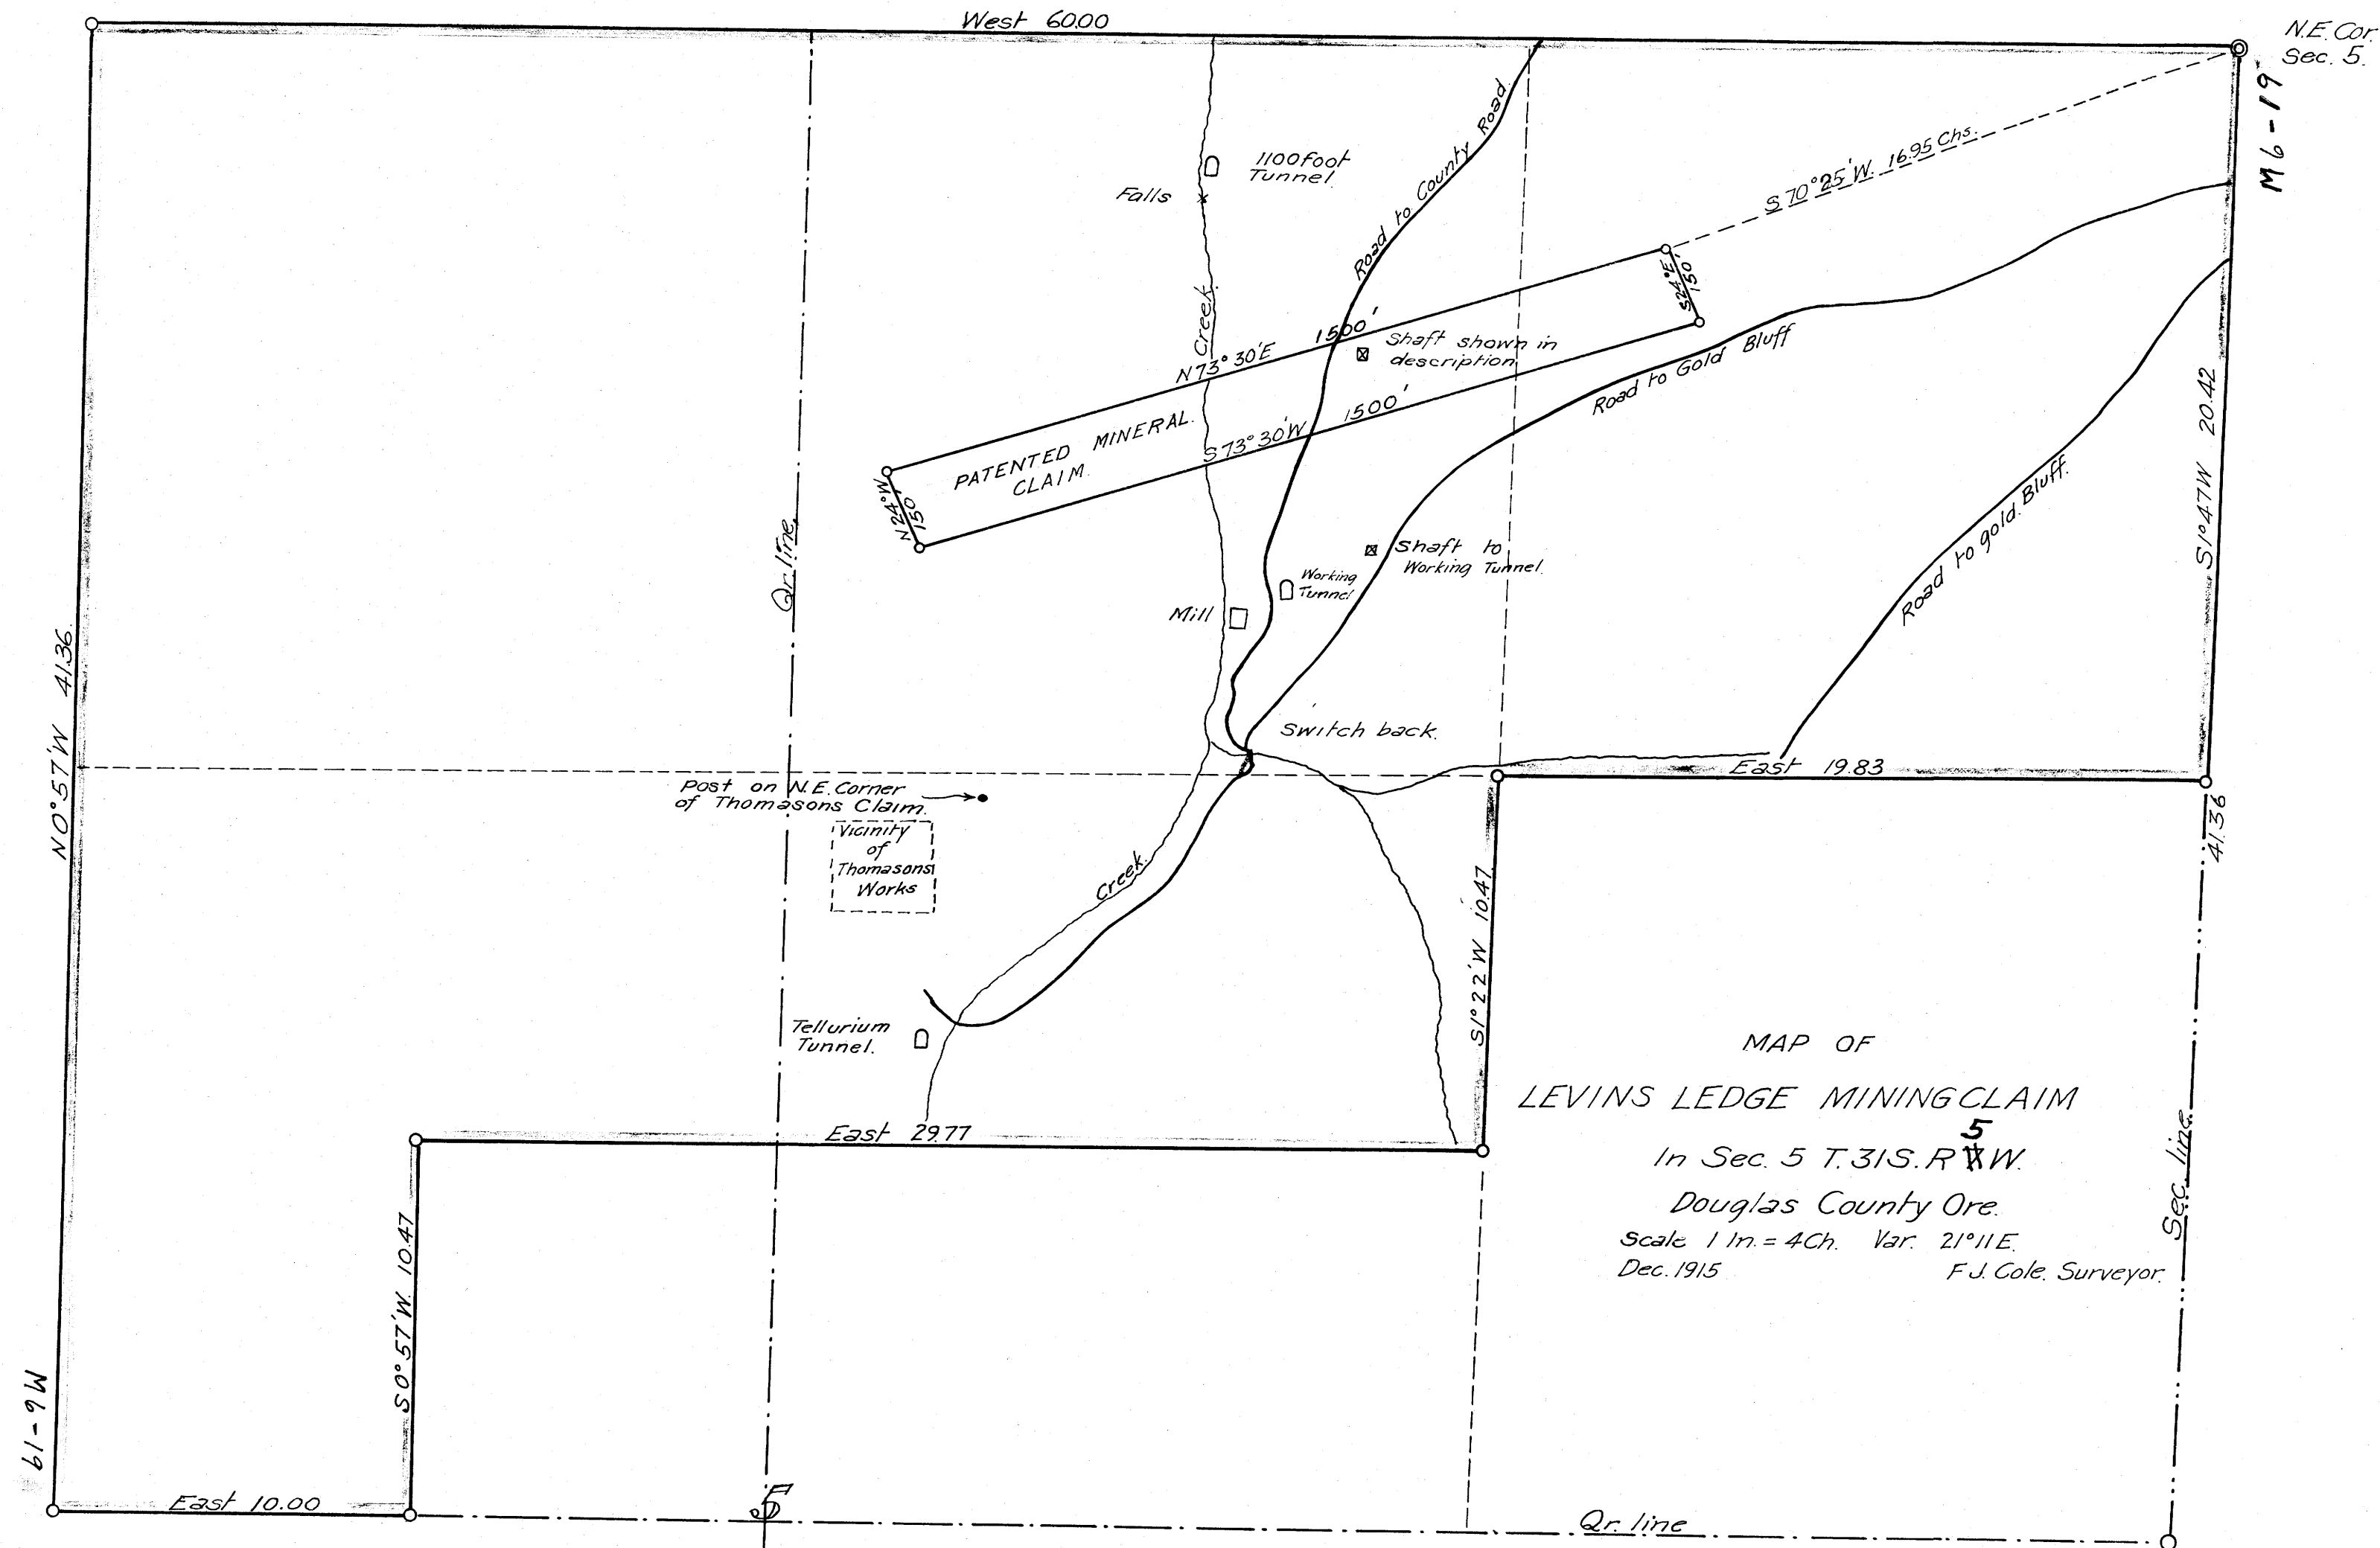 West 60.00
N.E. Cor.
Sec. 5.
M6-19
1100 foot
Tunnel.
Falls
Road to County Road.
S 70°25'W. 16.95 Chs.
Creek.
S24°E
150'
1500'
N73°30'E
Shaft shown in
description
Road to Gold Bluff
PATENTED MINERAL.
CLAIM.
S73°30'W
1500'
N24°W
150'
S1°47'W 20.42
Road to gold Bluff.
Qr. line.
Shaft to
Working Tunnel.
Working
Tunnel
Mill
N0°57'W 41.36
Switch back.
East 19.83
Post on N.E. Corner
of Thomasons Claim.
41.36
Vicinity
of
Thomasons
Works
Creek.
S1°22'W 10.47
Tellurium
Tunnel.
MAP OF
LEVINS LEDGE MINING CLAIM
5
In Sec. 5 T.31S. R W.
Douglas County Ore.
Scale 1 In. = 4 Ch. Var. 21°11'E.
Dec. 1915 F.J. Cole. Surveyor.
East 29.77
Sec. line.
S0°57'W. 10.47
M6-19
East 10.00
5
Qr. line